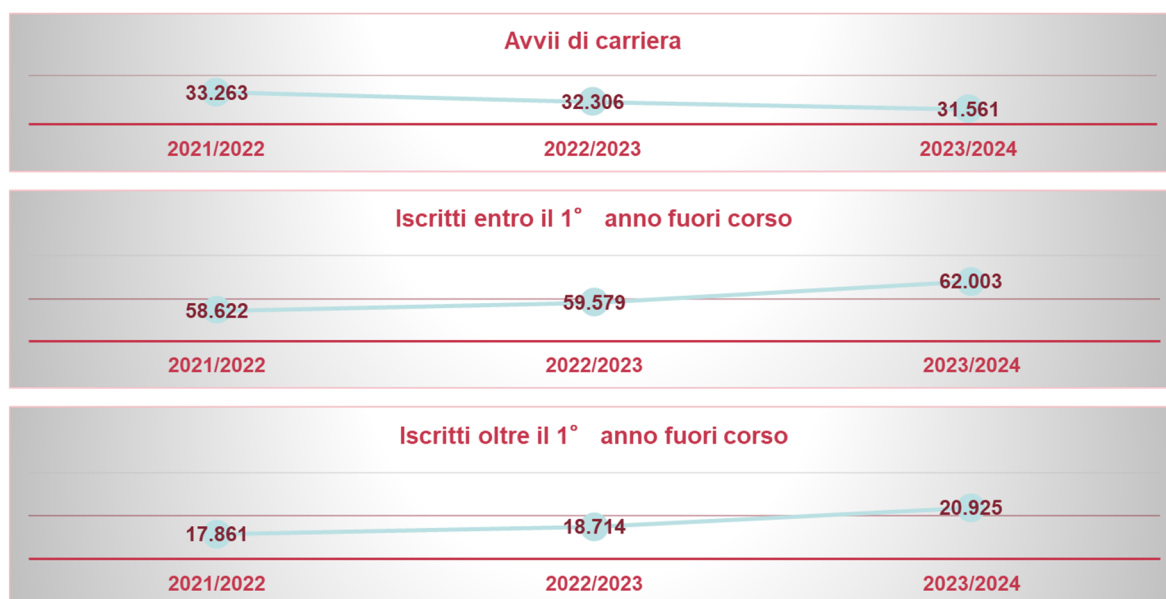 Avvii di carriera
33.263
32.306
31.561
2021/2022 2022/2023 2023/2024
Iscritti entro il 1° anno fuori corso
58.622
59.579
62.003
2021/2022 2022/2023 2023/2024
Iscritti oltre il 1° anno fuori corso
17.861
18.714
20.925
2021/2022 2022/2023 2023/2024